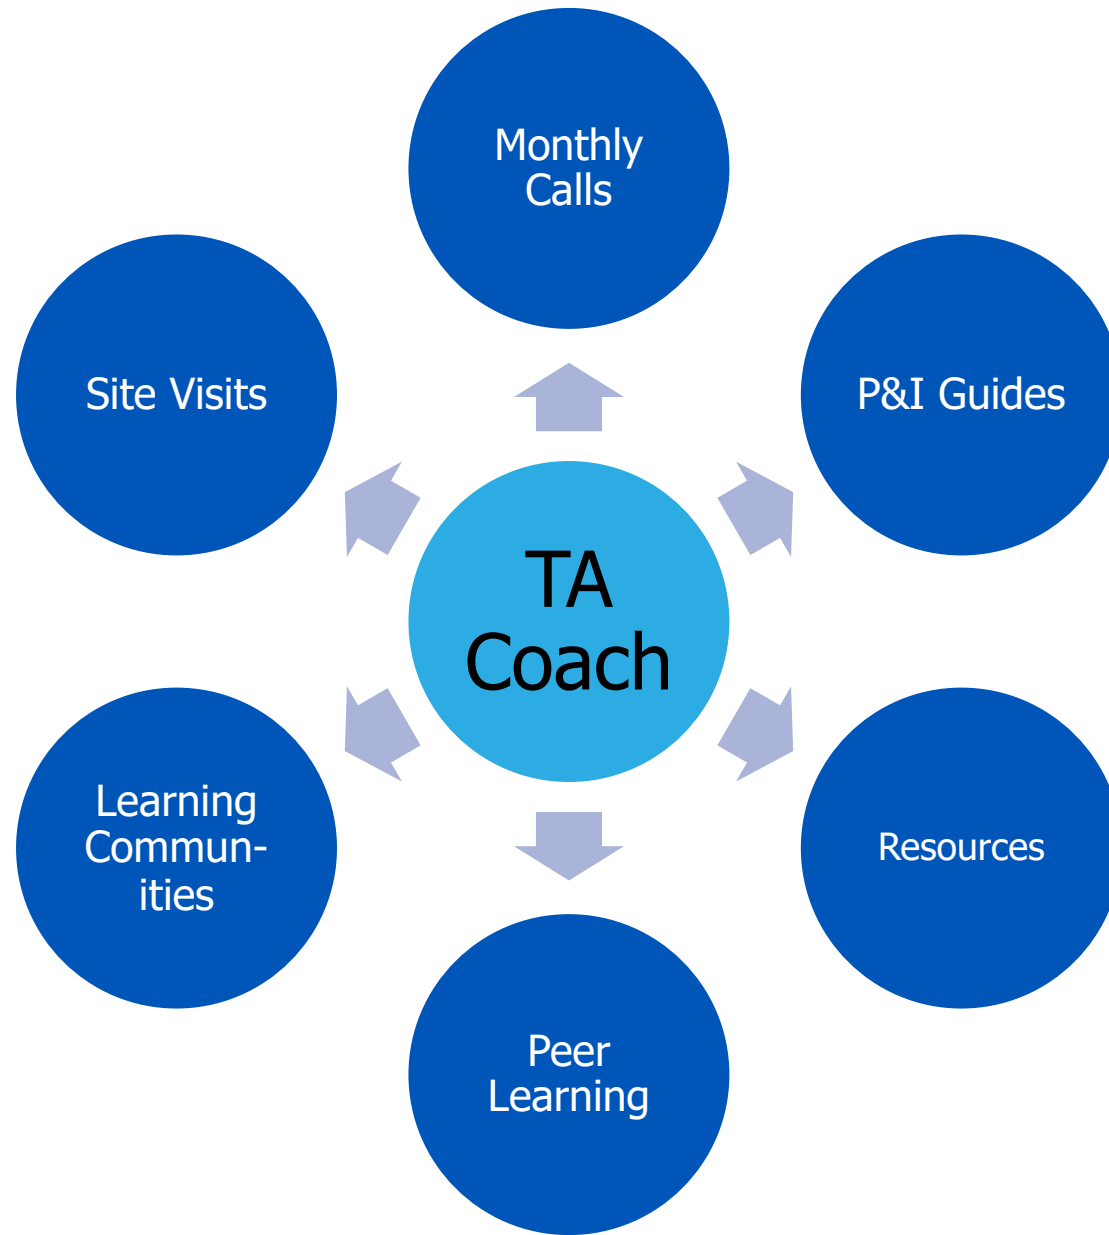 Monthly
Calls
Site Visits
P&I Guides
TA
Coach
Learning
Commun-
ities
Resources
Peer
Learning